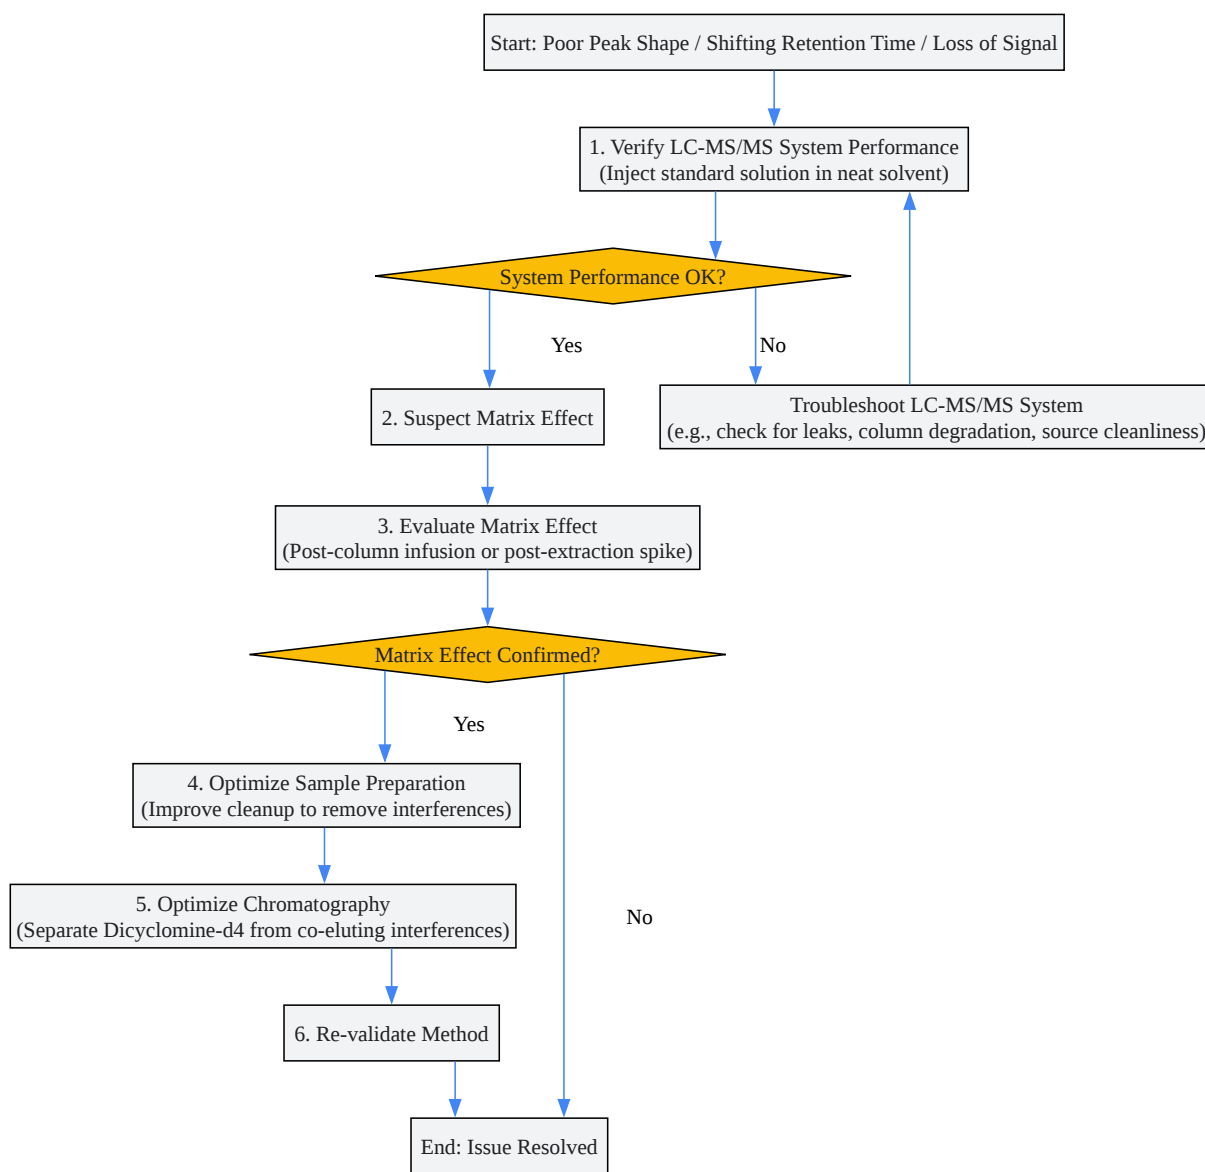 Start: Poor Peak Shape / Shifting Retention Time / Loss of Signal
1. Verify LC-MS/MS System Performance
(Inject standard solution in neat solvent)
System Performance OK?
Yes
No
2. Suspect Matrix Effect
Troubleshoot LC-MS/MS System
(e.g., check for leaks, column degradation, source cleanliness)
3. Evaluate Matrix Effect
(Post-column infusion or post-extraction spike)
Matrix Effect Confirmed?
Yes
4. Optimize Sample Preparation
(Improve cleanup to remove interferences)
5. Optimize Chromatography
(Separate Dicyclomine-d4 from co-eluting interferences)
No
6. Re-validate Method
End: Issue Resolved